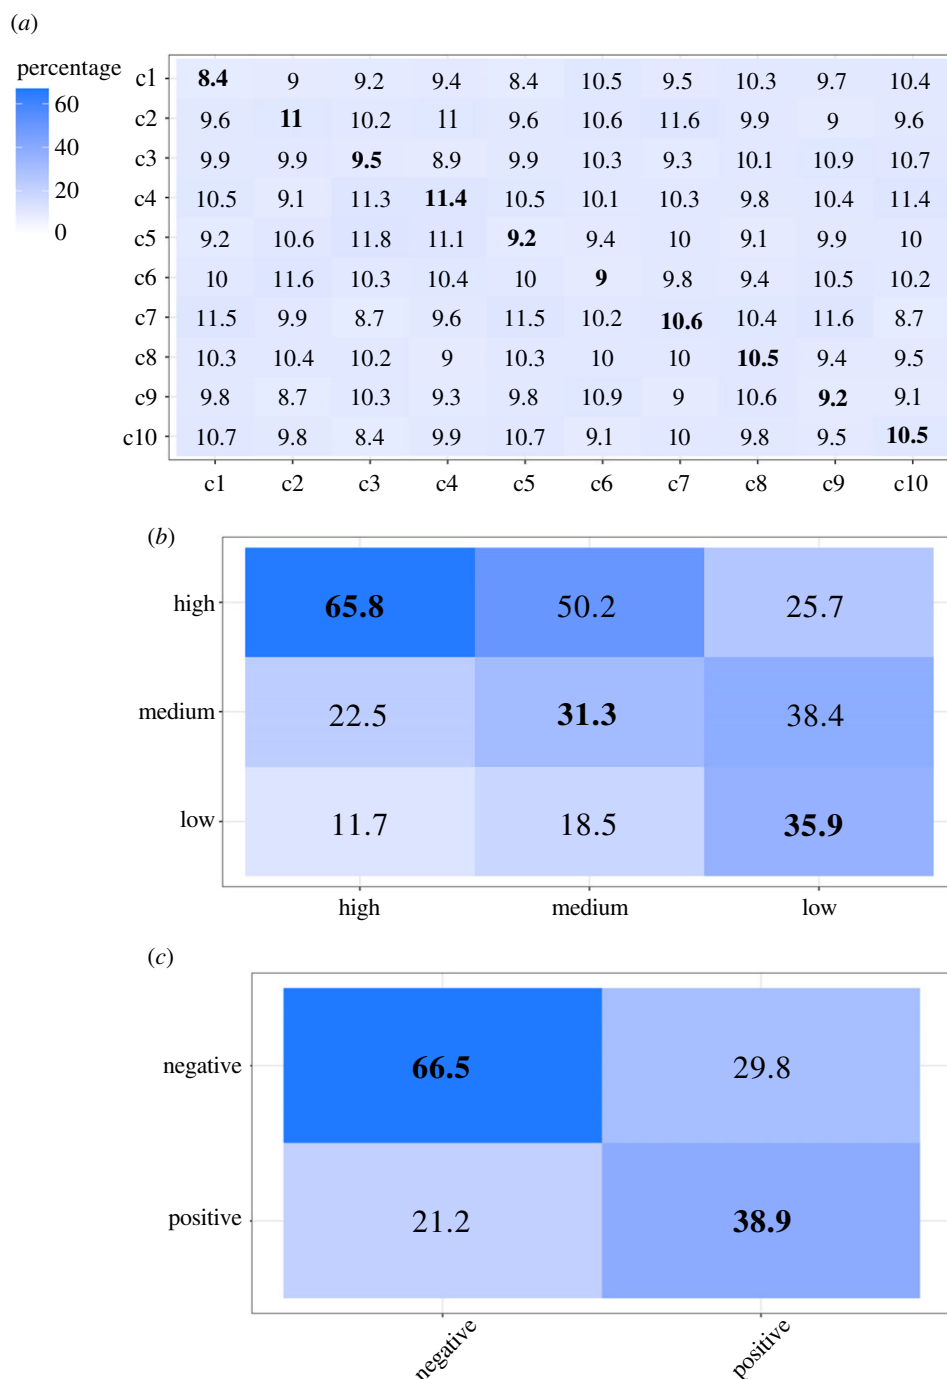 (a)
percentage
60
40
20
0
c1 8.4 9 9.2 9.4 8.4 10.5 9.5 10.3 9.7 10.4
c2 9.6 11 10.2 11 9.6 10.6 11.6 9.9 9 9.6
c3 9.9 9.9 9.5 8.9 9.9 10.3 9.3 10.1 10.9 10.7
c4 10.5 9.1 11.3 11.4 10.5 10.1 10.3 9.8 10.4 11.4
c5 9.2 10.6 11.8 11.1 9.2 9.4 10 9.1 9.9 10
c6 10 11.6 10.3 10.4 10 9 9.8 9.4 10.5 10.2
c7 11.5 9.9 8.7 9.6 11.5 10.2 10.6 10.4 11.6 8.7
c8 10.3 10.4 10.2 9 10.3 10 10 10.5 9.4 9.5
c9 9.8 8.7 10.3 9.3 9.8 10.9 9 10.6 9.2 9.1
c10 10.7 9.8 8.4 9.9 10.7 9.1 10 9.8 9.5 10.5
c1 c2 c3 c4 c5 c6 c7 c8 c9 c10
(b)
high 65.8 50.2 25.7
medium 22.5 31.3 38.4
low 11.7 18.5 35.9
high medium low
(c)
negative 66.5 29.8
positive 21.2 38.9
negative positive